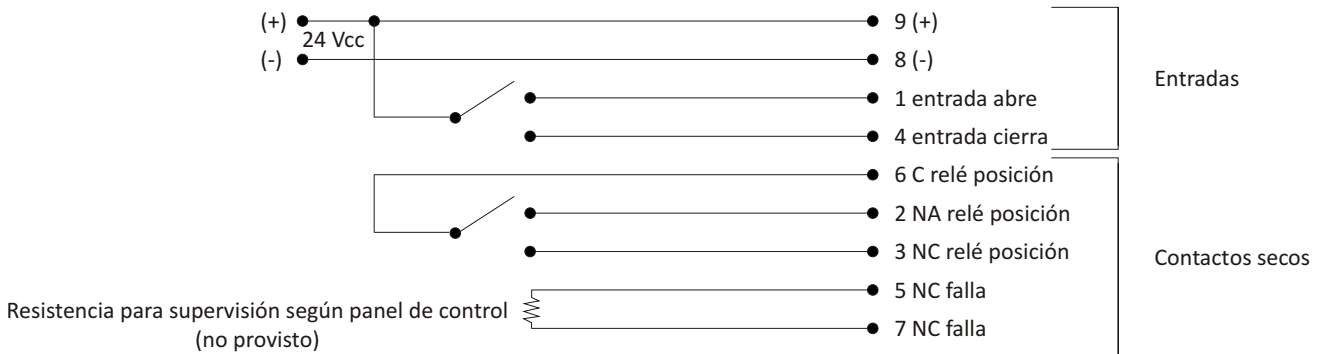 (+)
24 Vcc
(-)
9 (+)
8 (-)
1 entrada abre
4 entrada cierra
Entradas
6 C relé posición
2 NA relé posición
3 NC relé posición
5 NC falla
7 NC falla
Contactos secos
Resistencia para supervisión según panel de control
(no provisto)